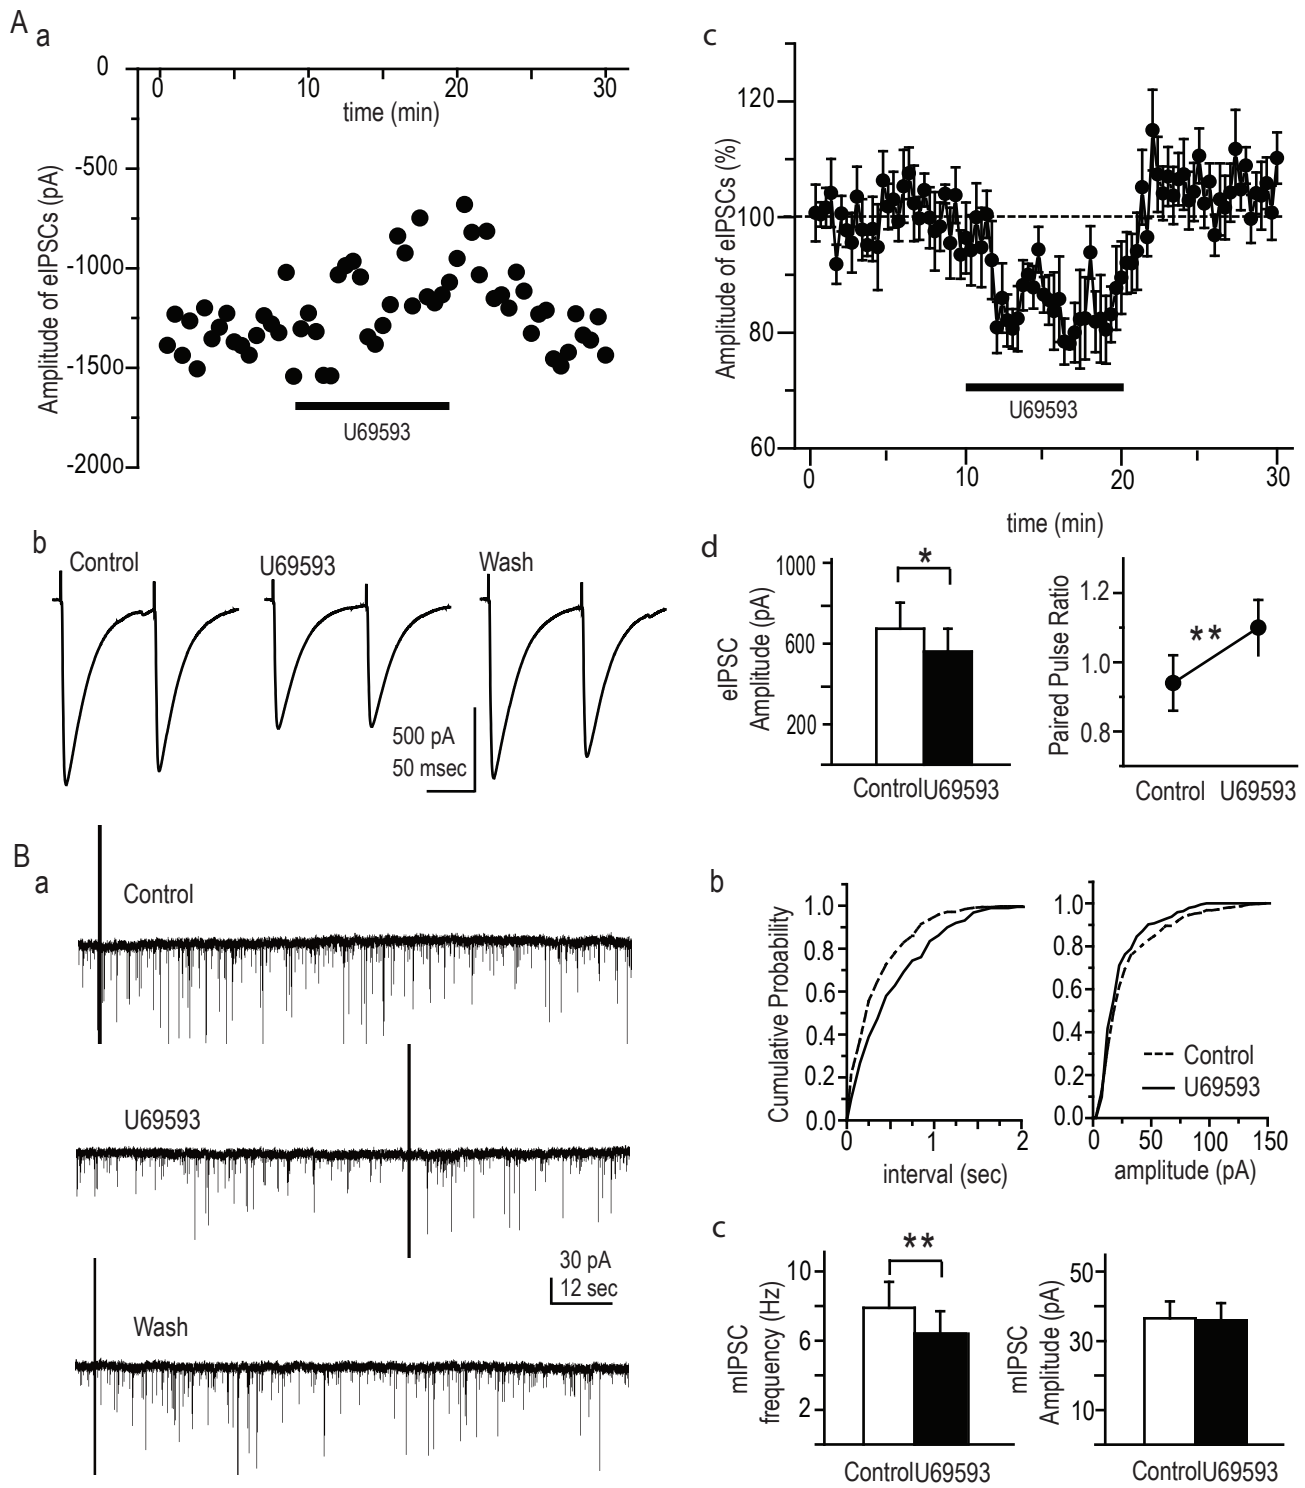 A
a
0
0
10
20
30
time (min)
-500
-1000
-1500
-2000
Amplitude of eIPSCs (pA)
U69593
c
120
100
80
60
Amplitude of eIPSCs (%)
U69593
0
10
20
30
time (min)
b
Control
U69593
Wash
500 pA
50 msec
d
1000
600
200
eIPSC
Amplitude (pA)
*
Control U69593
1.2
1.0
0.8
Paired Pulse Ratio
**
Control U69593
B
a
Control
U69593
30 pA
12 sec
Wash
b
1.0
0.8
0.6
0.4
0.2
0.0
Cumulative Probability
0
1
2
interval (sec)
1.0
0.8
0.6
0.4
0.2
0.0
Control
U69593
0
50
100
150
amplitude (pA)
c
10
6
2
mIPSC
frequency (Hz)
**
Control U69593
50
30
10
mIPSC
Amplitude (pA)
Control U69593